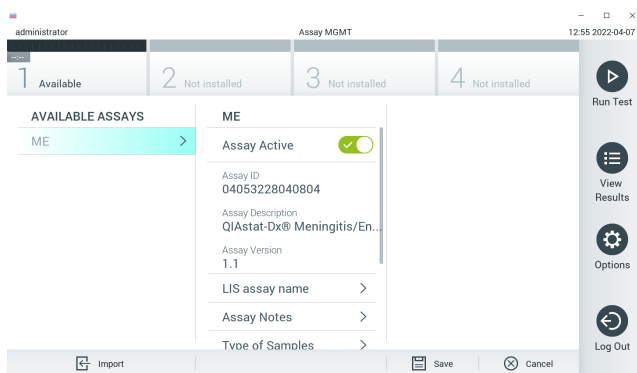 administrator Assay MGMT 12:55 2022-04-07
--:--
1 Available 2 Not installed 3 Not installed 4 Not installed
Run Test
AVAILABLE ASSAYS
ME
ME
Assay Active
Assay ID
04053228040804
Assay Description
QIAstat-Dx® Meningitis/En...
Assay Version
1.1
LIS assay name
Assay Notes
Type of Samples
View
Results
Options
Log Out
Import Save Cancel